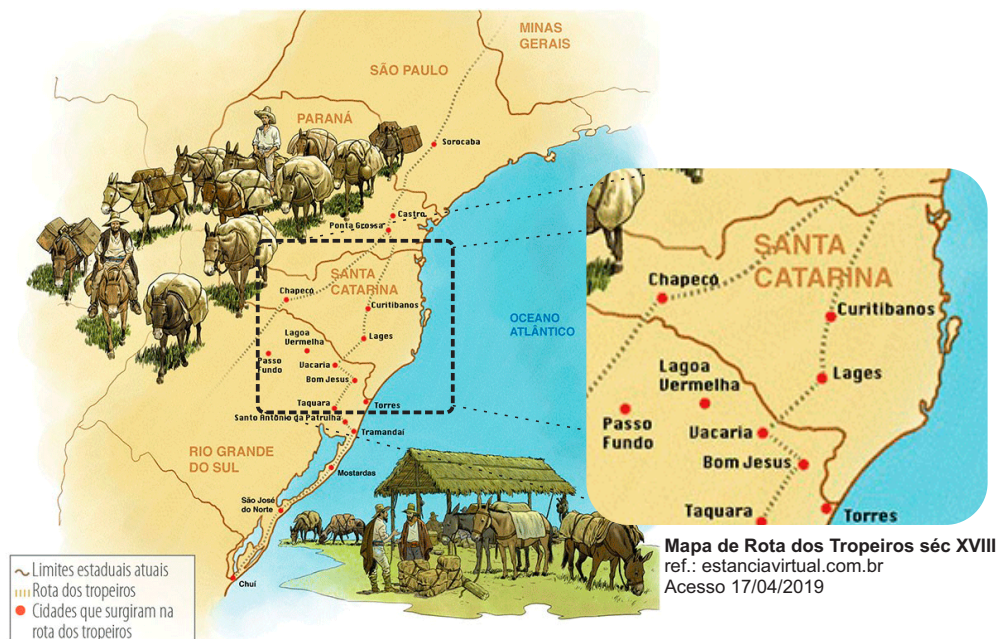 MINAS
GERAIS
SÃO PAULO
PARANÁ
Sorocaba
Castro
Ponta Grossa
SANTA
CATARINA
Chapecó
Curitibanos
OCEANO
ATLÂNTICO
Lagoa
Vermelha
Lages
Passo
Fundo
Vacaria
Bom Jesus
Taquara
Torres
Santo Antônio da Patrulha
Tramandaí
RIO GRANDE
DO SUL
Mostardas
São José
do Norte
Chuí
Limites estaduais atuais
Rota dos tropeiros
Cidades que surgiram na
rota dos tropeiros
SANTA
CATARINA
Chapecó
Curitibanos
Lagoa
Vermelha
Lages
Passo
Fundo
Vacaria
Bom Jesus
Taquara
Torres
Mapa de Rota dos Tropeiros séc XVIII
ref.: estanciavirtual.com.br
Acesso 17/04/2019